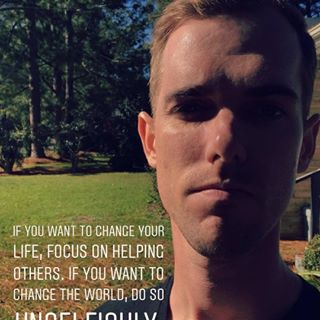 IF YOU WANT TO CHANGE YOUR
LIFE, FOCUS ON HELPING
OTHERS. IF YOU WANT TO
CHANGE THE WORLD, DO SO
UNSELFISHLY.